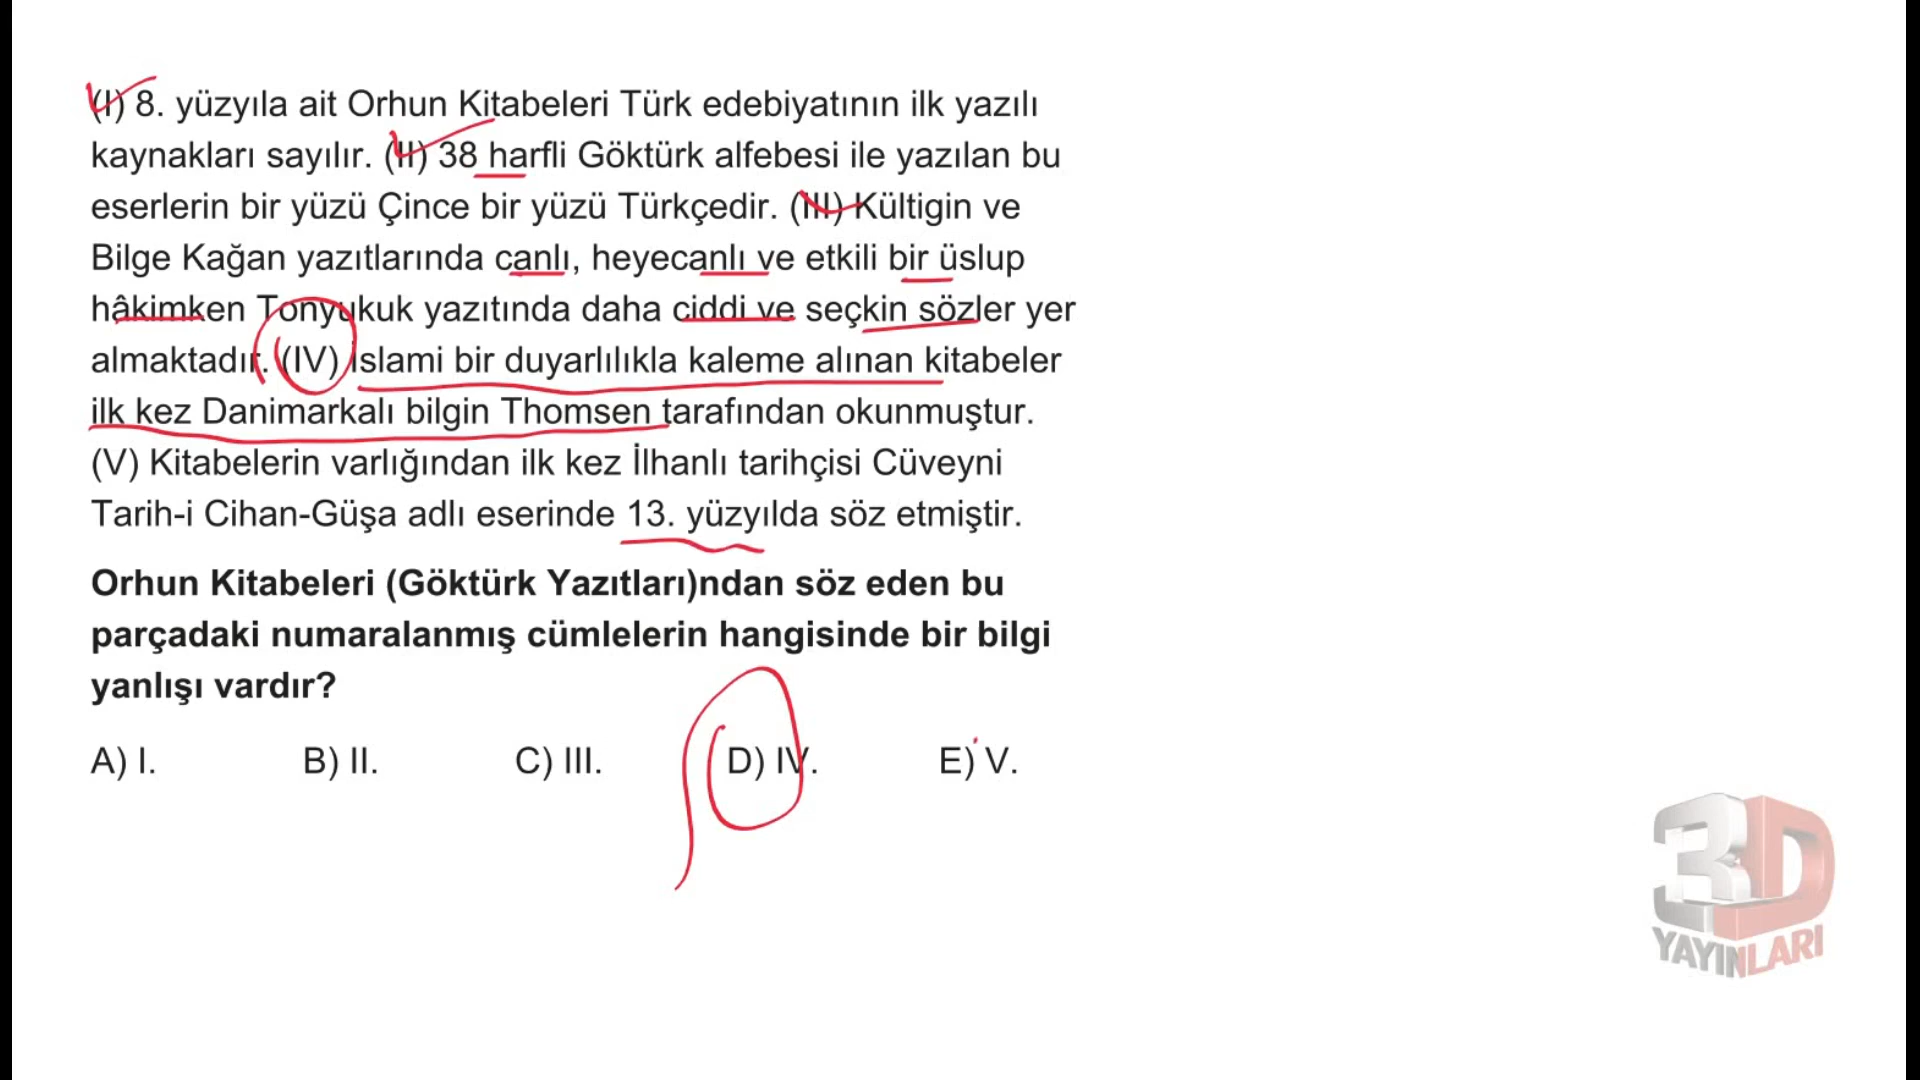 (I) 8. yüzyıla ait Orhun Kitabeleri Türk edebiyatının ilk yazılı
kaynakları sayılır. (II) 38 harfli Göktürk alfebesi ile yazılan bu
eserlerin bir yüzü Çince bir yüzü Türkçedir. (III) Kültigin ve
Bilge Kağan yazıtlarında canlı, heyecanlı ve etkili bir üslup
hâkimken Tonyukuk yazıtında daha ciddi ve seçkin sözler yer
almaktadır. (IV) İslami bir duyarlılıkla kaleme alınan kitabeler
ilk kez Danimarkalı bilgin Thomsen tarafından okunmuştur.
(V) Kitabelerin varlığından ilk kez İlhanlı tarihçisi Cüveyni
Tarih-i Cihan-Güşa adlı eserinde 13. yüzyılda söz etmiştir.
Orhun Kitabeleri (Göktürk Yazıtları)ndan söz eden bu
parçadaki numaralanmış cümlelerin hangisinde bir bilgi
yanlışı vardır?
A) I. B) II. C) III. D) IV. E) V.
3D
YAYINLARI